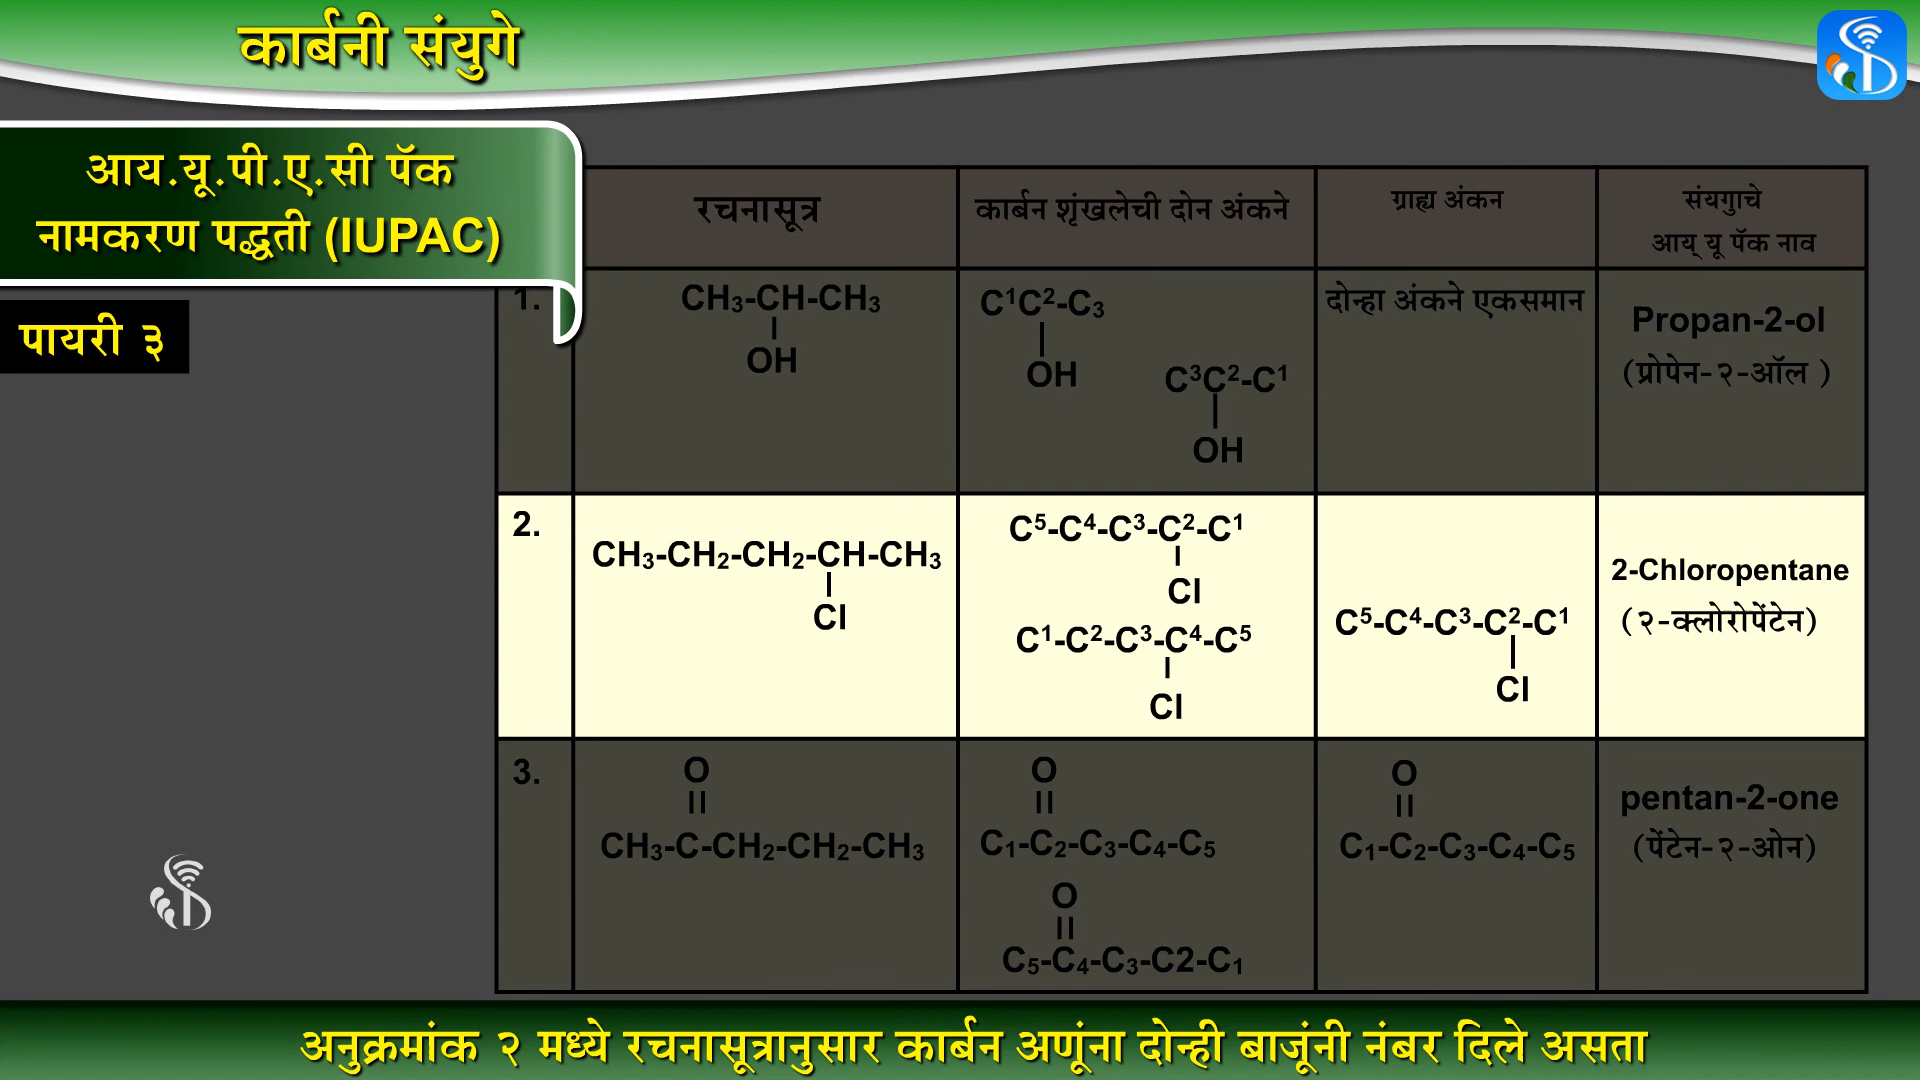 कार्बनी संयुगे
आय.यू.पी.ए.सी पॅक
नामकरण पद्धती (IUPAC)
पायरी ३
रचनासूत्र
कार्बन शृंखलेची दोन अंकने
ग्राह्य अंकन
संयगुाचे
आय् यू पॅक नाव
1.
CH₃-CH-CH₃
OH
C¹C²-C₃
OH
C³C²-C¹
OH
दोन्हा अंकने एकसमान
Propan-2-ol
(प्रोपेन-२-ऑल )
2.
CH₃-CH₂-CH₂-CH-CH₃
Cl
C⁵-C⁴-C³-C²-C¹
Cl
C¹-C²-C³-C⁴-C⁵
Cl
C⁵-C⁴-C³-C²-C¹
Cl
2-Chloropentane
(२-क्लोरोपेंटेन)
3.
O
CH₃-C-CH₂-CH₂-CH₃
O
C₁-C₂-C₃-C₄-C₅
O
C₅-C₄-C₃-C2-C₁
O
C₁-C₂-C₃-C₄-C₅
pentan-2-one
(पेंटेन-२-ओन)
अनुक्रमांक २ मध्ये रचनासूत्रानुसार कार्बन अणूंना दोन्ही बाजूंनी नंबर दिले असता